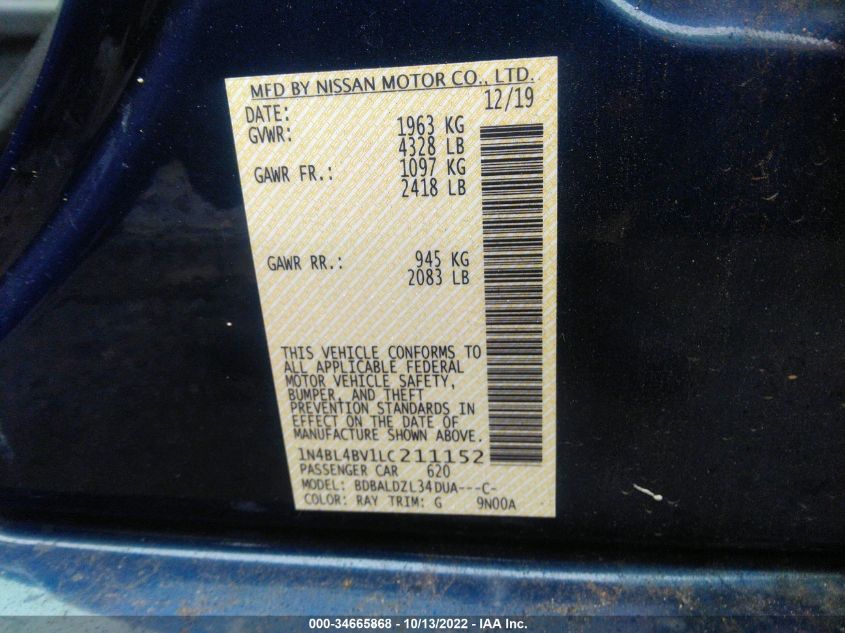 MFD BY NISSAN MOTOR CO., LTD.
DATE: 12/19
GVWR: 1963 KG
4328 LB
GAWR FR.: 1097 KG
2418 LB
GAWR RR.: 945 KG
2083 LB
THIS VEHICLE CONFORMS TO
ALL APPLICABLE FEDERAL
MOTOR VEHICLE SAFETY,
BUMPER, AND THEFT
PREVENTION STANDARDS IN
EFFECT ON THE DATE OF
MANUFACTURE SHOWN ABOVE.
1N4BL4BV1LC211152
PASSENGER CAR 620
MODEL: BDBALDZL34DUA---C-
COLOR: RAY TRIM: G 9N00A
000-34665868 - 10/13/2022 - IAA Inc.